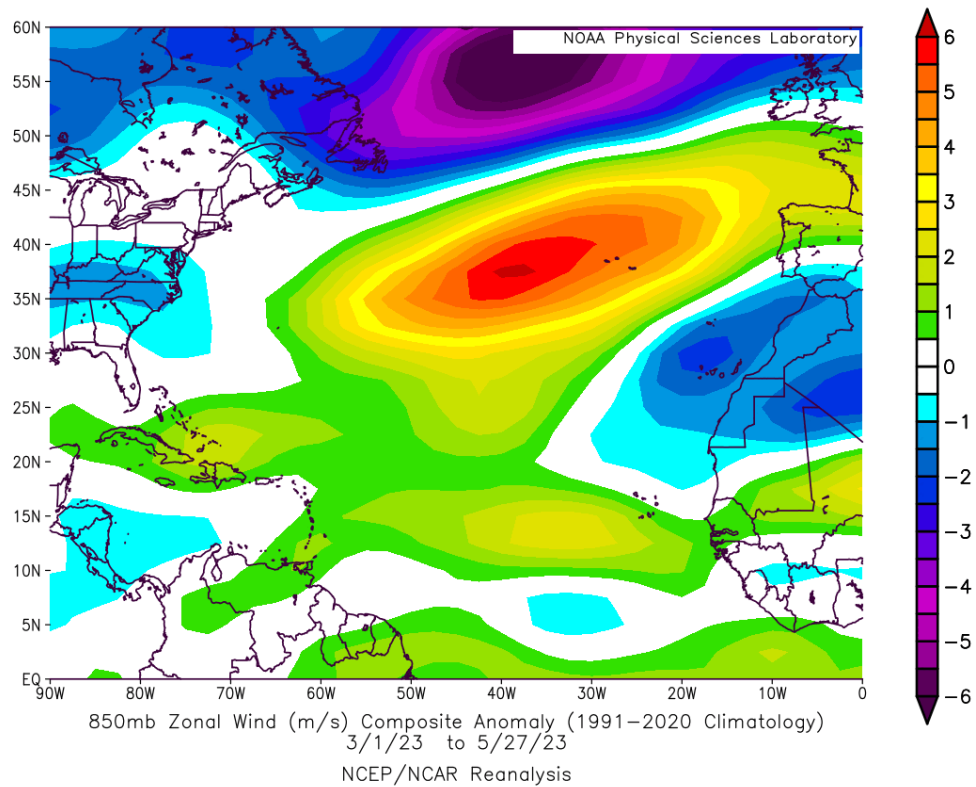 NOAA Physical Sciences Laboratory
60N
55N
50N
45N
40N
35N
30N
25N
20N
15N
10N
5N
EQ
90W 80W 70W 60W 50W 40W 30W 20W 10W 0
6
5
4
3
2
1
0
−1
−2
−3
−4
−5
−6
850mb Zonal Wind (m/s) Composite Anomaly (1991−2020 Climatology)
3/1/23 to 5/27/23
NCEP/NCAR Reanalysis